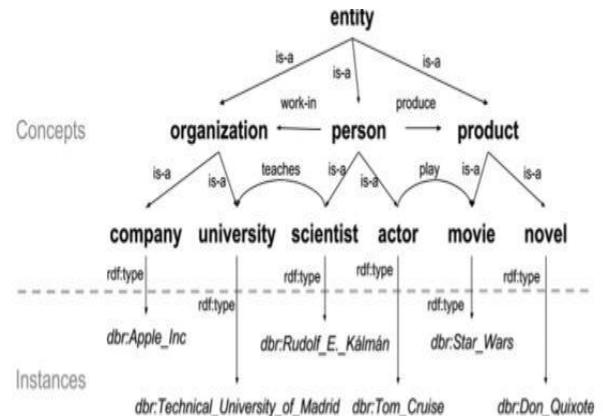 entity
is-a
is-a
is-a
work-in
produce
Concepts
organization
person
product
is-a
is-a
teaches
is-a
is-a
play
is-a
is-a
company
university
scientist
actor
movie
novel
rdf:type
rdf:type
rdf:type
rdf:type
rdf:type
rdf:type
dbr:Apple_Inc
dbr:Rudolf_E._Kálmán
dbr:Star_Wars
Instances
dbr:Technical_University_of_Madrid
dbr:Tom_Cruise
dbr:Don_Quixote